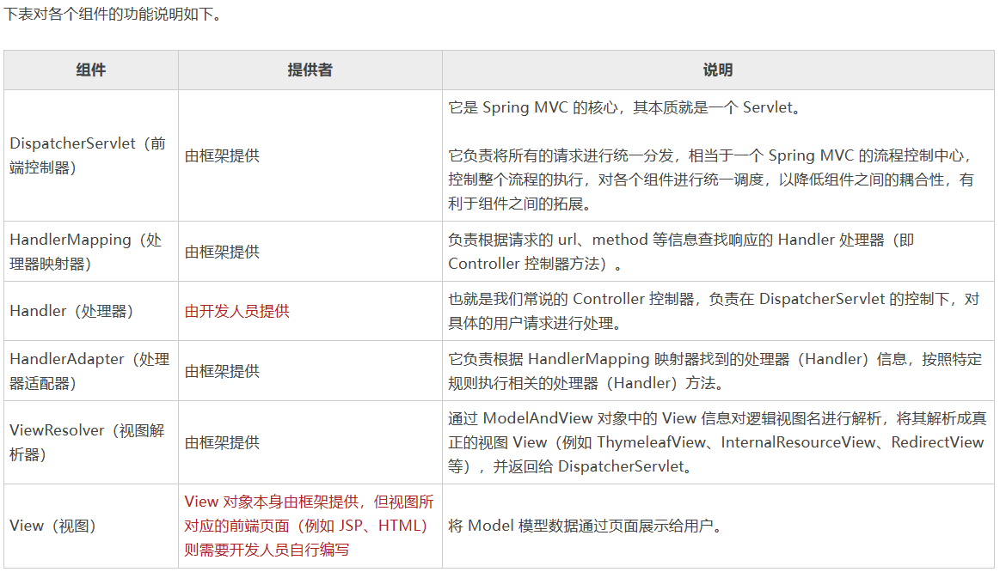 下表对各个组件的功能说明如下。
组件
提供者
说明
DispatcherServlet（前
端控制器）
由框架提供
它是 Spring MVC 的核心，其本质就是一个 Servlet。
它负责将所有的请求进行统一分发，相当于一个 Spring MVC 的流程控制中心，
控制整个流程的执行，对各个组件进行统一调度，以降低组件之间的耦合性，有
利于组件之间的拓展。
HandlerMapping（处
理器映射器）
由框架提供
负责根据请求的 url、method 等信息查找响应的 Handler 处理器（即
Controller 控制器方法）。
Handler（处理器）
由开发人员提供
也就是我们常说的 Controller 控制器，负责在 DispatcherServlet 的控制下，对
具体的用户请求进行处理。
HandlerAdapter（处理
器适配器）
由框架提供
它负责根据 HandlerMapping 映射器找到的处理器（Handler）信息，按照特定
规则执行相关的处理器（Handler）方法。
ViewResolver（视图解
析器）
由框架提供
通过 ModelAndView 对象中的 View 信息对逻辑视图名进行解析，将其解析成真
正的视图 View（例如 ThymeleafView、InternalResourceView、RedirectView
等），并返回给 DispatcherServlet。
View（视图）
View 对象本身由框架提供，但视图所
对应的前端页面（例如 JSP、HTML）
则需要开发人员自行编写
将 Model 模型数据通过页面展示给用户。